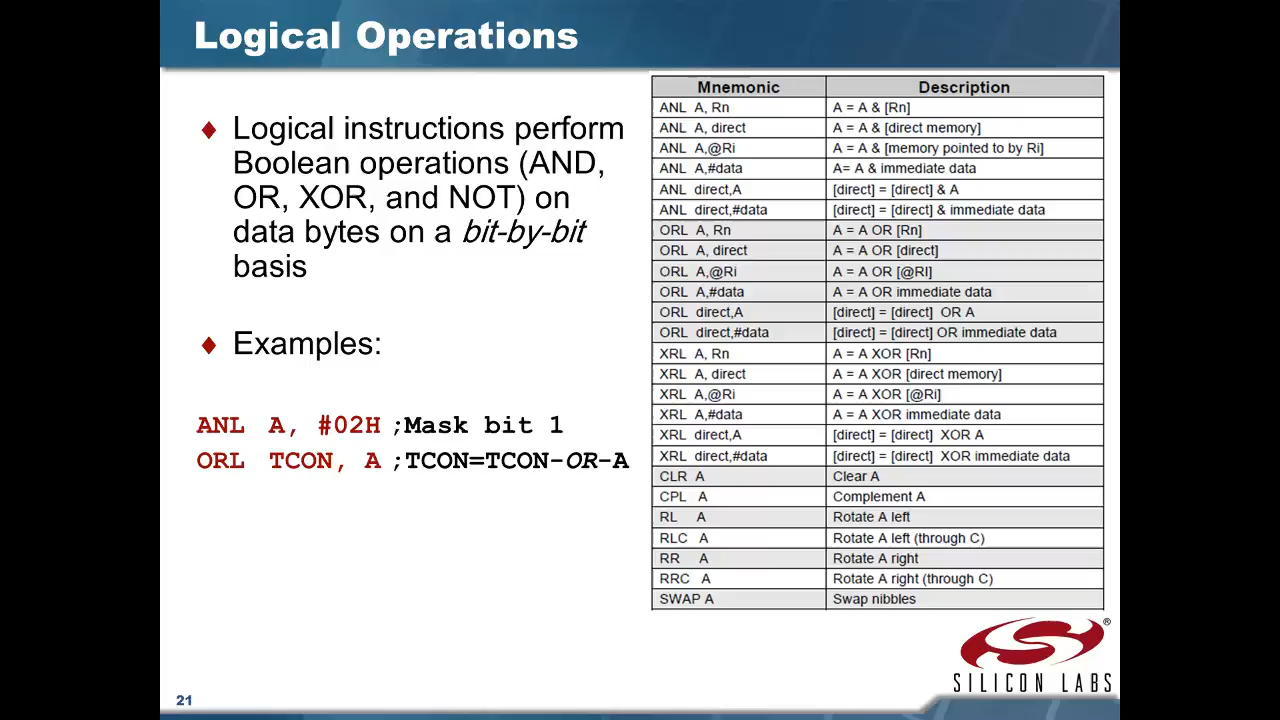 Logical Operations
♦ Logical instructions perform
Boolean operations (AND,
OR, XOR, and NOT) on
data bytes on a bit-by-bit
basis
♦ Examples:
ANL A, #02H ;Mask bit 1
ORL TCON, A ;TCON=TCON-OR-A
Mnemonic Description
ANL A, Rn A = A & [Rn]
ANL A, direct A = A & [direct memory]
ANL A,@Ri A = A & [memory pointed to by Ri]
ANL A,#data A= A & immediate data
ANL direct,A [direct] = [direct] & A
ANL direct,#data [direct] = [direct] & immediate data
ORL A, Rn A = A OR [Rn]
ORL A, direct A = A OR [direct]
ORL A,@Ri A = A OR [@RI]
ORL A,#data A = A OR immediate data
ORL direct,A [direct] = [direct] OR A
ORL direct,#data [direct] = [direct] OR immediate data
XRL A, Rn A = A XOR [Rn]
XRL A, direct A = A XOR [direct memory]
XRL A,@Ri A = A XOR [@Ri]
XRL A,#data A = A XOR immediate data
XRL direct,A [direct] = [direct] XOR A
XRL direct,#data [direct] = [direct] XOR immediate data
CLR A Clear A
CPL A Complement A
RL A Rotate A left
RLC A Rotate A left (through C)
RR A Rotate A right
RRC A Rotate A right (through C)
SWAP A Swap nibbles
®
SILICON LABS
21